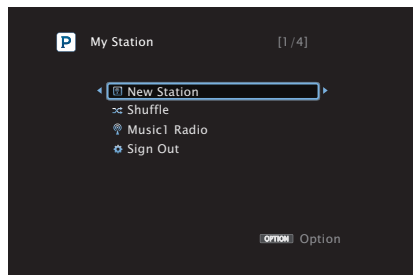 P My Station [1/4]
New Station
Shuffle
Music1 Radio
Sign Out
OPTION Option